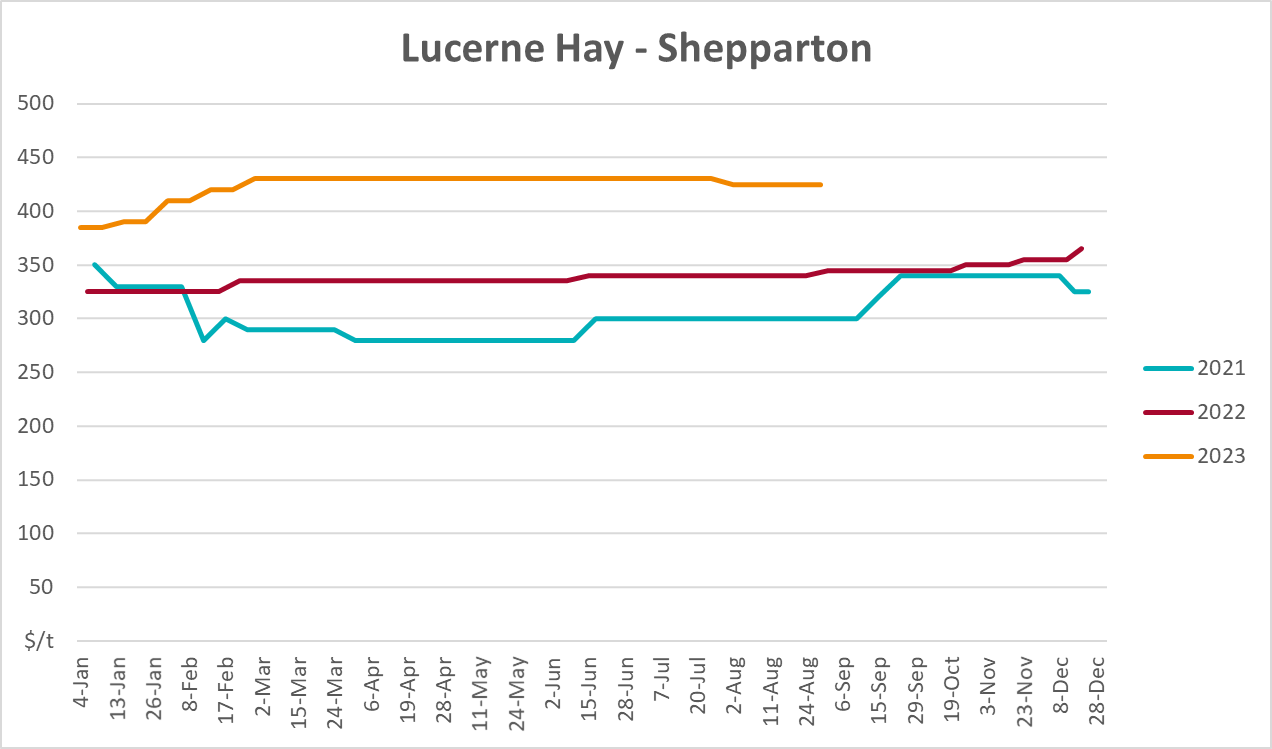 Lucerne Hay - Shepparton
500
450
400
350
300
250
200
150
100
50
$/t
4-Jan
13-Jan
26-Jan
8-Feb
17-Feb
2-Mar
15-Mar
24-Mar
6-Apr
19-Apr
28-Apr
11-May
24-May
2-Jun
15-Jun
28-Jun
7-Jul
20-Jul
2-Aug
11-Aug
24-Aug
6-Sep
15-Sep
29-Sep
19-Oct
3-Nov
23-Nov
8-Dec
28-Dec
2021
2022
2023